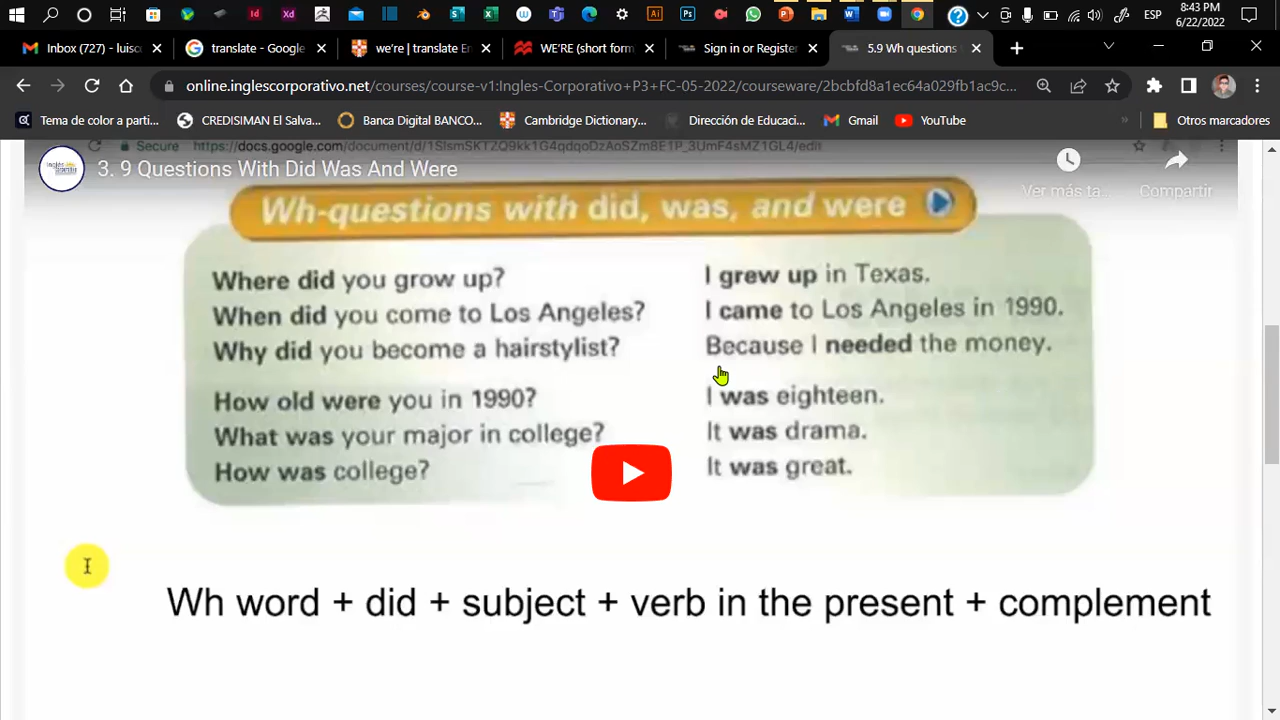 8:43 PM
ESP
6/22/2022
Inbox (727) - luisc
translate - Google
we're | translate En
WE'RE (short form
Sign in or Register
5.9 Wh questions
online.inglescorporativo.net/courses/course-v1:Ingles-Corporativo+P3+FC-05-2022/courseware/2bcbfd8a1ec64a029fb1ac9c...
Tema de color a parti...
CREDISIMAN El Salva...
Banca Digital BANCO...
Cambridge Dictionary...
Dirección de Educaci...
Gmail
YouTube
Otros marcadores
Secure
3. 9 Questions With Did Was And Were
Ver más ta...
Compartir
Wh-questions with did, was, and were
Where did you grow up? I grew up in Texas.
When did you come to Los Angeles? I came to Los Angeles in 1990.
Why did you become a hairstylist? Because I needed the money.
How old were you in 1990? I was eighteen.
What was your major in college? It was drama.
How was college? It was great.
Wh word + did + subject + verb in the present + complement